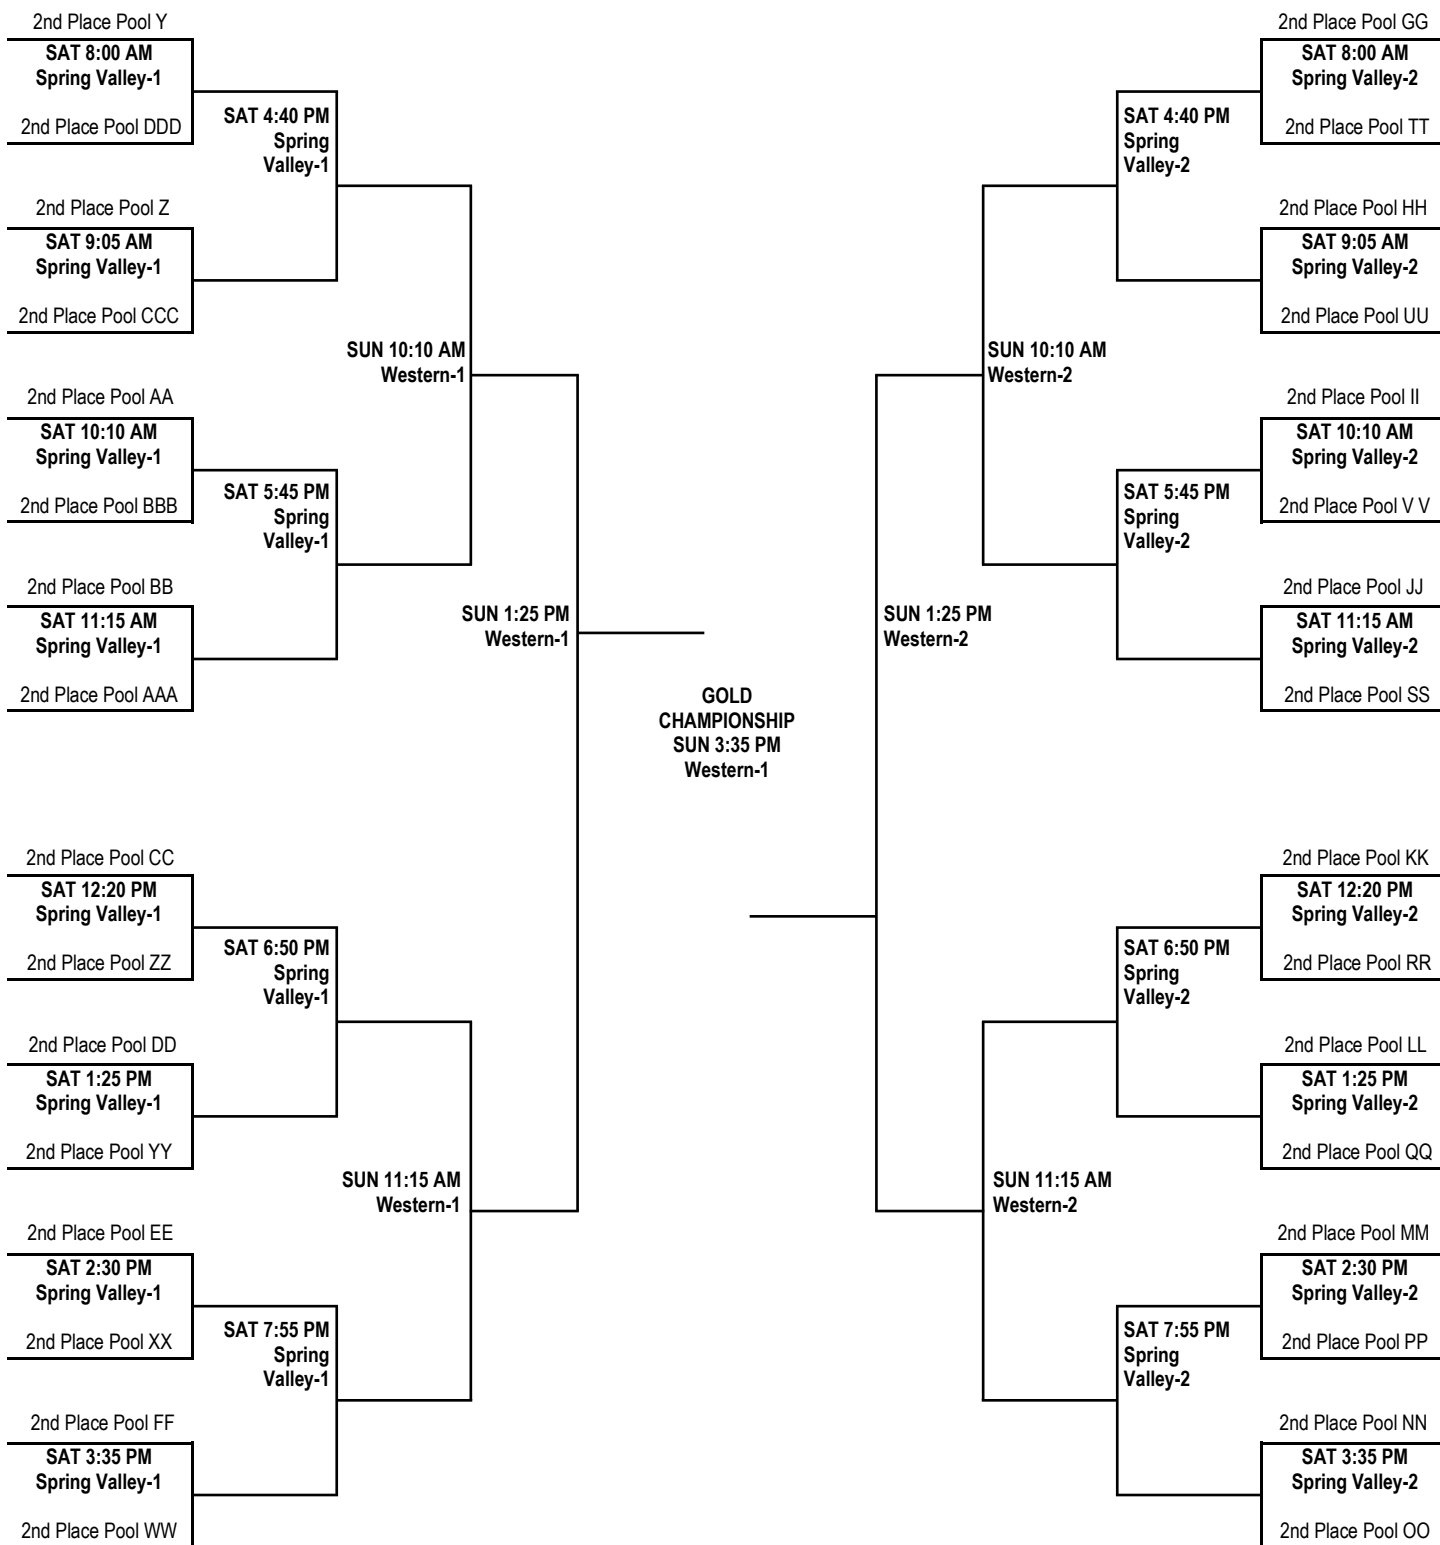 2nd Place Pool Y
SAT 8:00 AM
Spring Valley-1
2nd Place Pool DDD
SAT 4:40 PM
Spring
Valley-1
2nd Place Pool Z
SAT 9:05 AM
Spring Valley-1
2nd Place Pool CCC
SUN 10:10 AM
Western-1
2nd Place Pool AA
SAT 10:10 AM
Spring Valley-1
2nd Place Pool BBB
SAT 5:45 PM
Spring
Valley-1
2nd Place Pool BB
SAT 11:15 AM
Spring Valley-1
2nd Place Pool AAA
SUN 1:25 PM
Western-1
2nd Place Pool CC
SAT 12:20 PM
Spring Valley-1
2nd Place Pool ZZ
SAT 6:50 PM
Spring
Valley-1
2nd Place Pool DD
SAT 1:25 PM
Spring Valley-1
2nd Place Pool YY
SUN 11:15 AM
Western-1
2nd Place Pool EE
SAT 2:30 PM
Spring Valley-1
2nd Place Pool XX
SAT 7:55 PM
Spring
Valley-1
2nd Place Pool FF
SAT 3:35 PM
Spring Valley-1
2nd Place Pool WW
GOLD
CHAMPIONSHIP
SUN 3:35 PM
Western-1
2nd Place Pool GG
SAT 8:00 AM
Spring Valley-2
2nd Place Pool TT
SAT 4:40 PM
Spring
Valley-2
2nd Place Pool HH
SAT 9:05 AM
Spring Valley-2
2nd Place Pool UU
SUN 10:10 AM
Western-2
2nd Place Pool II
SAT 10:10 AM
Spring Valley-2
2nd Place Pool V V
SAT 5:45 PM
Spring
Valley-2
2nd Place Pool JJ
SAT 11:15 AM
Spring Valley-2
2nd Place Pool SS
SUN 1:25 PM
Western-2
2nd Place Pool KK
SAT 12:20 PM
Spring Valley-2
2nd Place Pool RR
SAT 6:50 PM
Spring
Valley-2
2nd Place Pool LL
SAT 1:25 PM
Spring Valley-2
2nd Place Pool QQ
SUN 11:15 AM
Western-2
2nd Place Pool MM
SAT 2:30 PM
Spring Valley-2
2nd Place Pool PP
SAT 7:55 PM
Spring
Valley-2
2nd Place Pool NN
SAT 3:35 PM
Spring Valley-2
2nd Place Pool OO